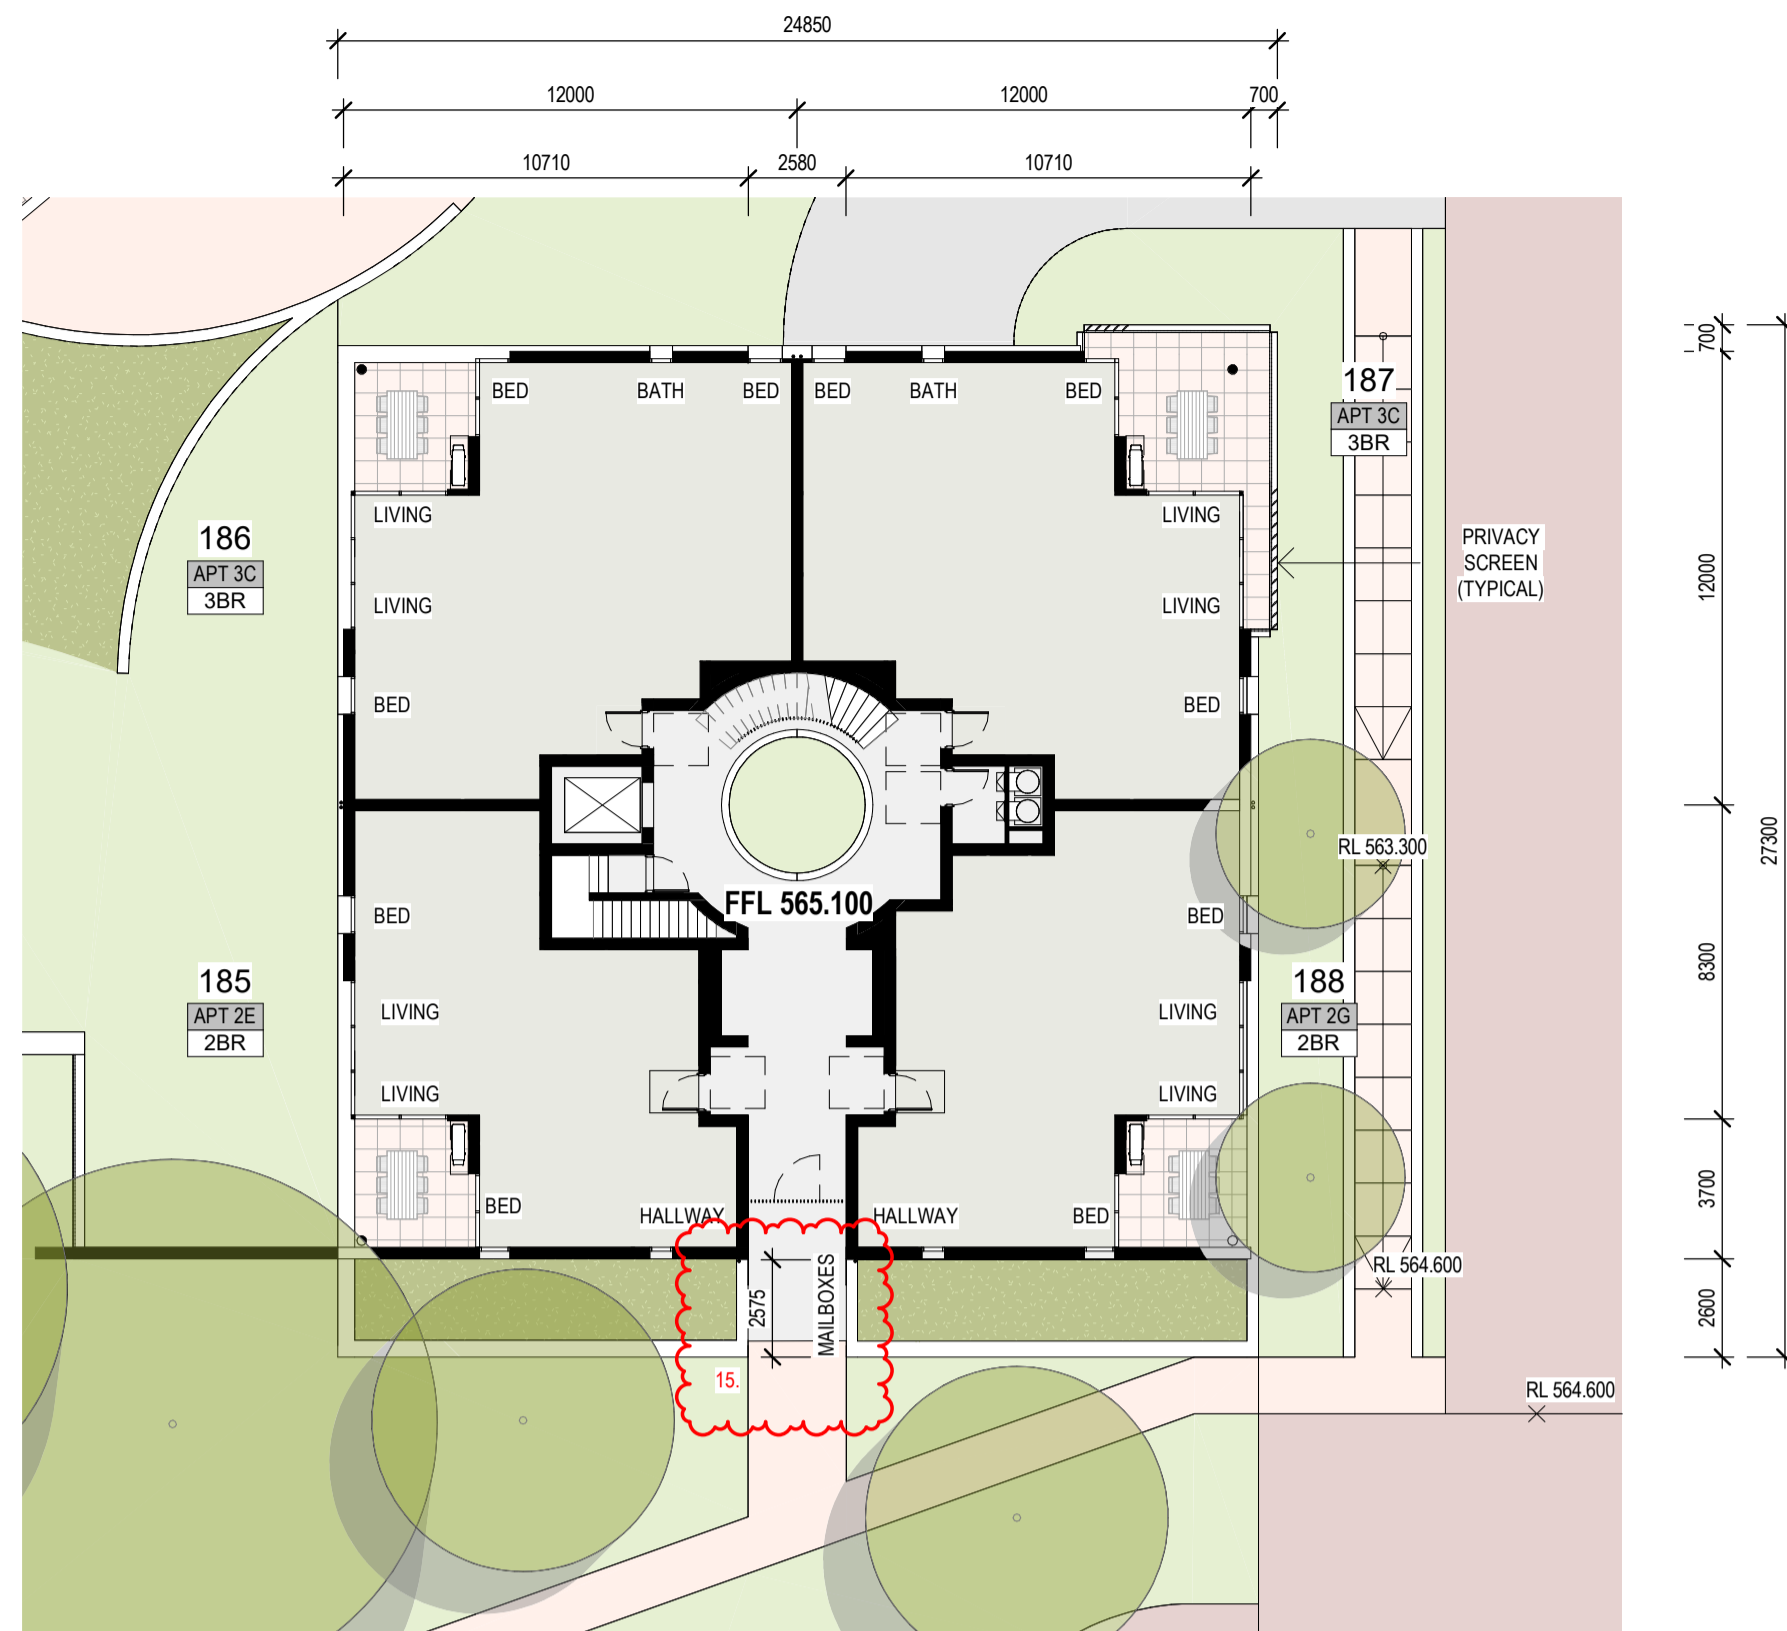 24850
12000
12000
700
10710
2580
10710
700
BED
BATH
BED
BED
BATH
BED
187
APT 3C
3BR
LIVING
LIVING
186
APT 3C
3BR
PRIVACY
SCREEN
(TYPICAL)
12000
LIVING
LIVING
BED
BED
27300
RL 563.300
FFL 565.100
BED
BED
8300
185
APT 2E
2BR
188
APT 2G
2BR
LIVING
LIVING
LIVING
LIVING
3700
BED
HALLWAY
HALLWAY
BED
RL 564.600
2575
MAILBOXES
2600
15.
RL 564.600